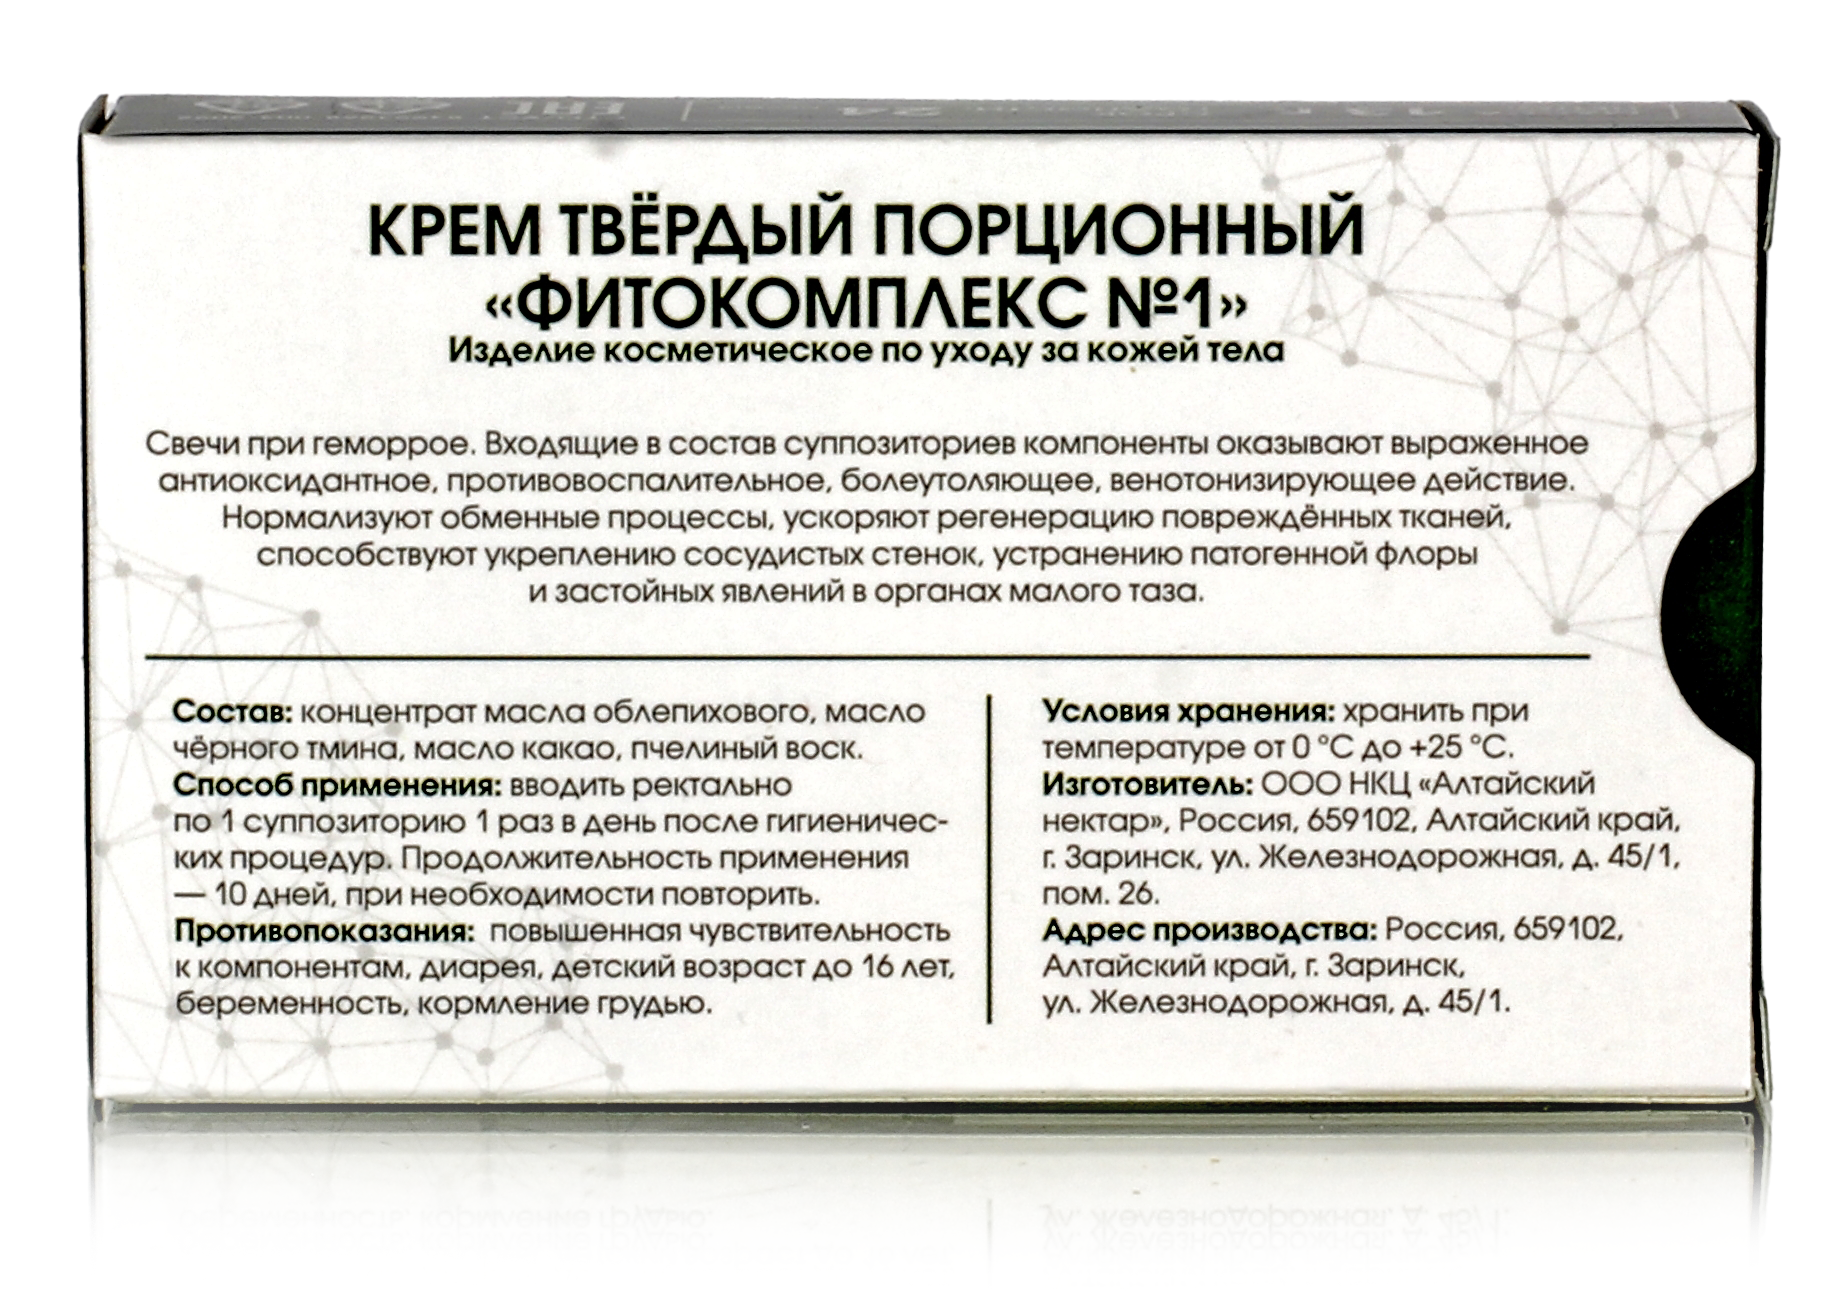 КРЕМ ТВЁРДЫЙ ПОРЦИОННЫЙ
«ФИТОКОМПЛЕКС №1»
Изделие косметическое по уходу за кожей тела
Свечи при геморрое. Входящие в состав суппозиториев компоненты оказывают выраженное
антиоксидантное, противовоспалительное, болеутоляющее, венотонизирующее действие.
Нормализуют обменные процессы, ускоряют регенерацию повреждённых тканей,
способствуют укреплению сосудистых стенок, устранению патогенной флоры
и застойных явлений в органах малого таза.
Состав: концентрат масла облепихового, масло
чёрного тмина, масло какао, пчелиный воск.
Способ применения: вводить ректально
по 1 суппозиторию 1 раз в день после гигиеничес-
ких процедур. Продолжительность применения
— 10 дней, при необходимости повторить.
Противопоказания: повышенная чувствительность
к компонентам, диарея, детский возраст до 16 лет,
беременность, кормление грудью.
Условия хранения: хранить при
температуре от 0 °С до +25 °С.
Изготовитель: ООО НКЦ «Алтайский
нектар», Россия, 659102, Алтайский край,
г. Заринск, ул. Железнодорожная, д. 45/1,
пом. 26.
Адрес производства: Россия, 659102,
Алтайский край, г. Заринск,
ул. Железнодорожная, д. 45/1.